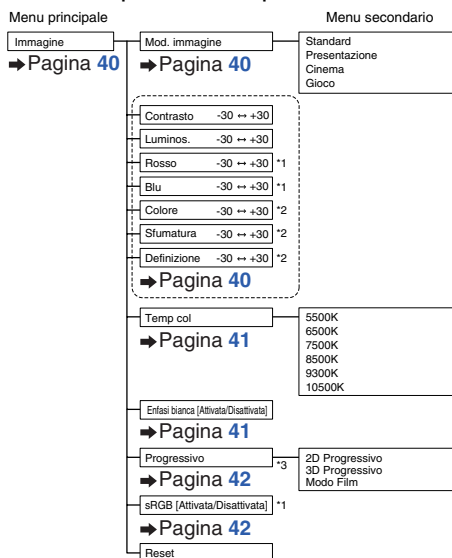 Menu principale
Menu secondario
Immagine
➡Pagina 40
Mod. immagine
➡Pagina 40
Standard
Presentazione
Cinema
Gioco
Contrasto -30 ↔ +30
Luminos. -30 ↔ +30
Rosso -30 ↔ +30 *1
Blu -30 ↔ +30 *1
Colore -30 ↔ +30 *2
Sfumatura -30 ↔ +30 *2
Definizione -30 ↔ +30 *2
➡Pagina 40
Temp col
➡Pagina 41
5500K
6500K
7500K
8500K
9300K
10500K
Enfasi bianca [Attivata/Disattivata]
➡Pagina 41
Progressivo *3
➡Pagina 42
2D Progressivo
3D Progressivo
Modo Film
sRGB [Attivata/Disattivata] *1
➡Pagina 42
Reset